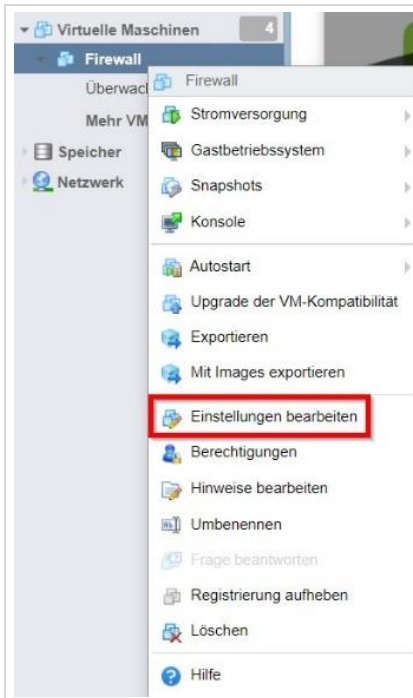 Virtuelle Maschinen 4
Firewall
Überwac
Mehr VM
Speicher
Netzwerk
Firewall
Stromversorgung
Gastbetriebssystem
Snapshots
Konsole
Autostart
Upgrade der VM-Kompatibilität
Exportieren
Mit Images exportieren
Einstellungen bearbeiten
Berechtigungen
Hinweise bearbeiten
Umbenennen
Frage beantworten
Registrierung aufheben
Löschen
Hilfe